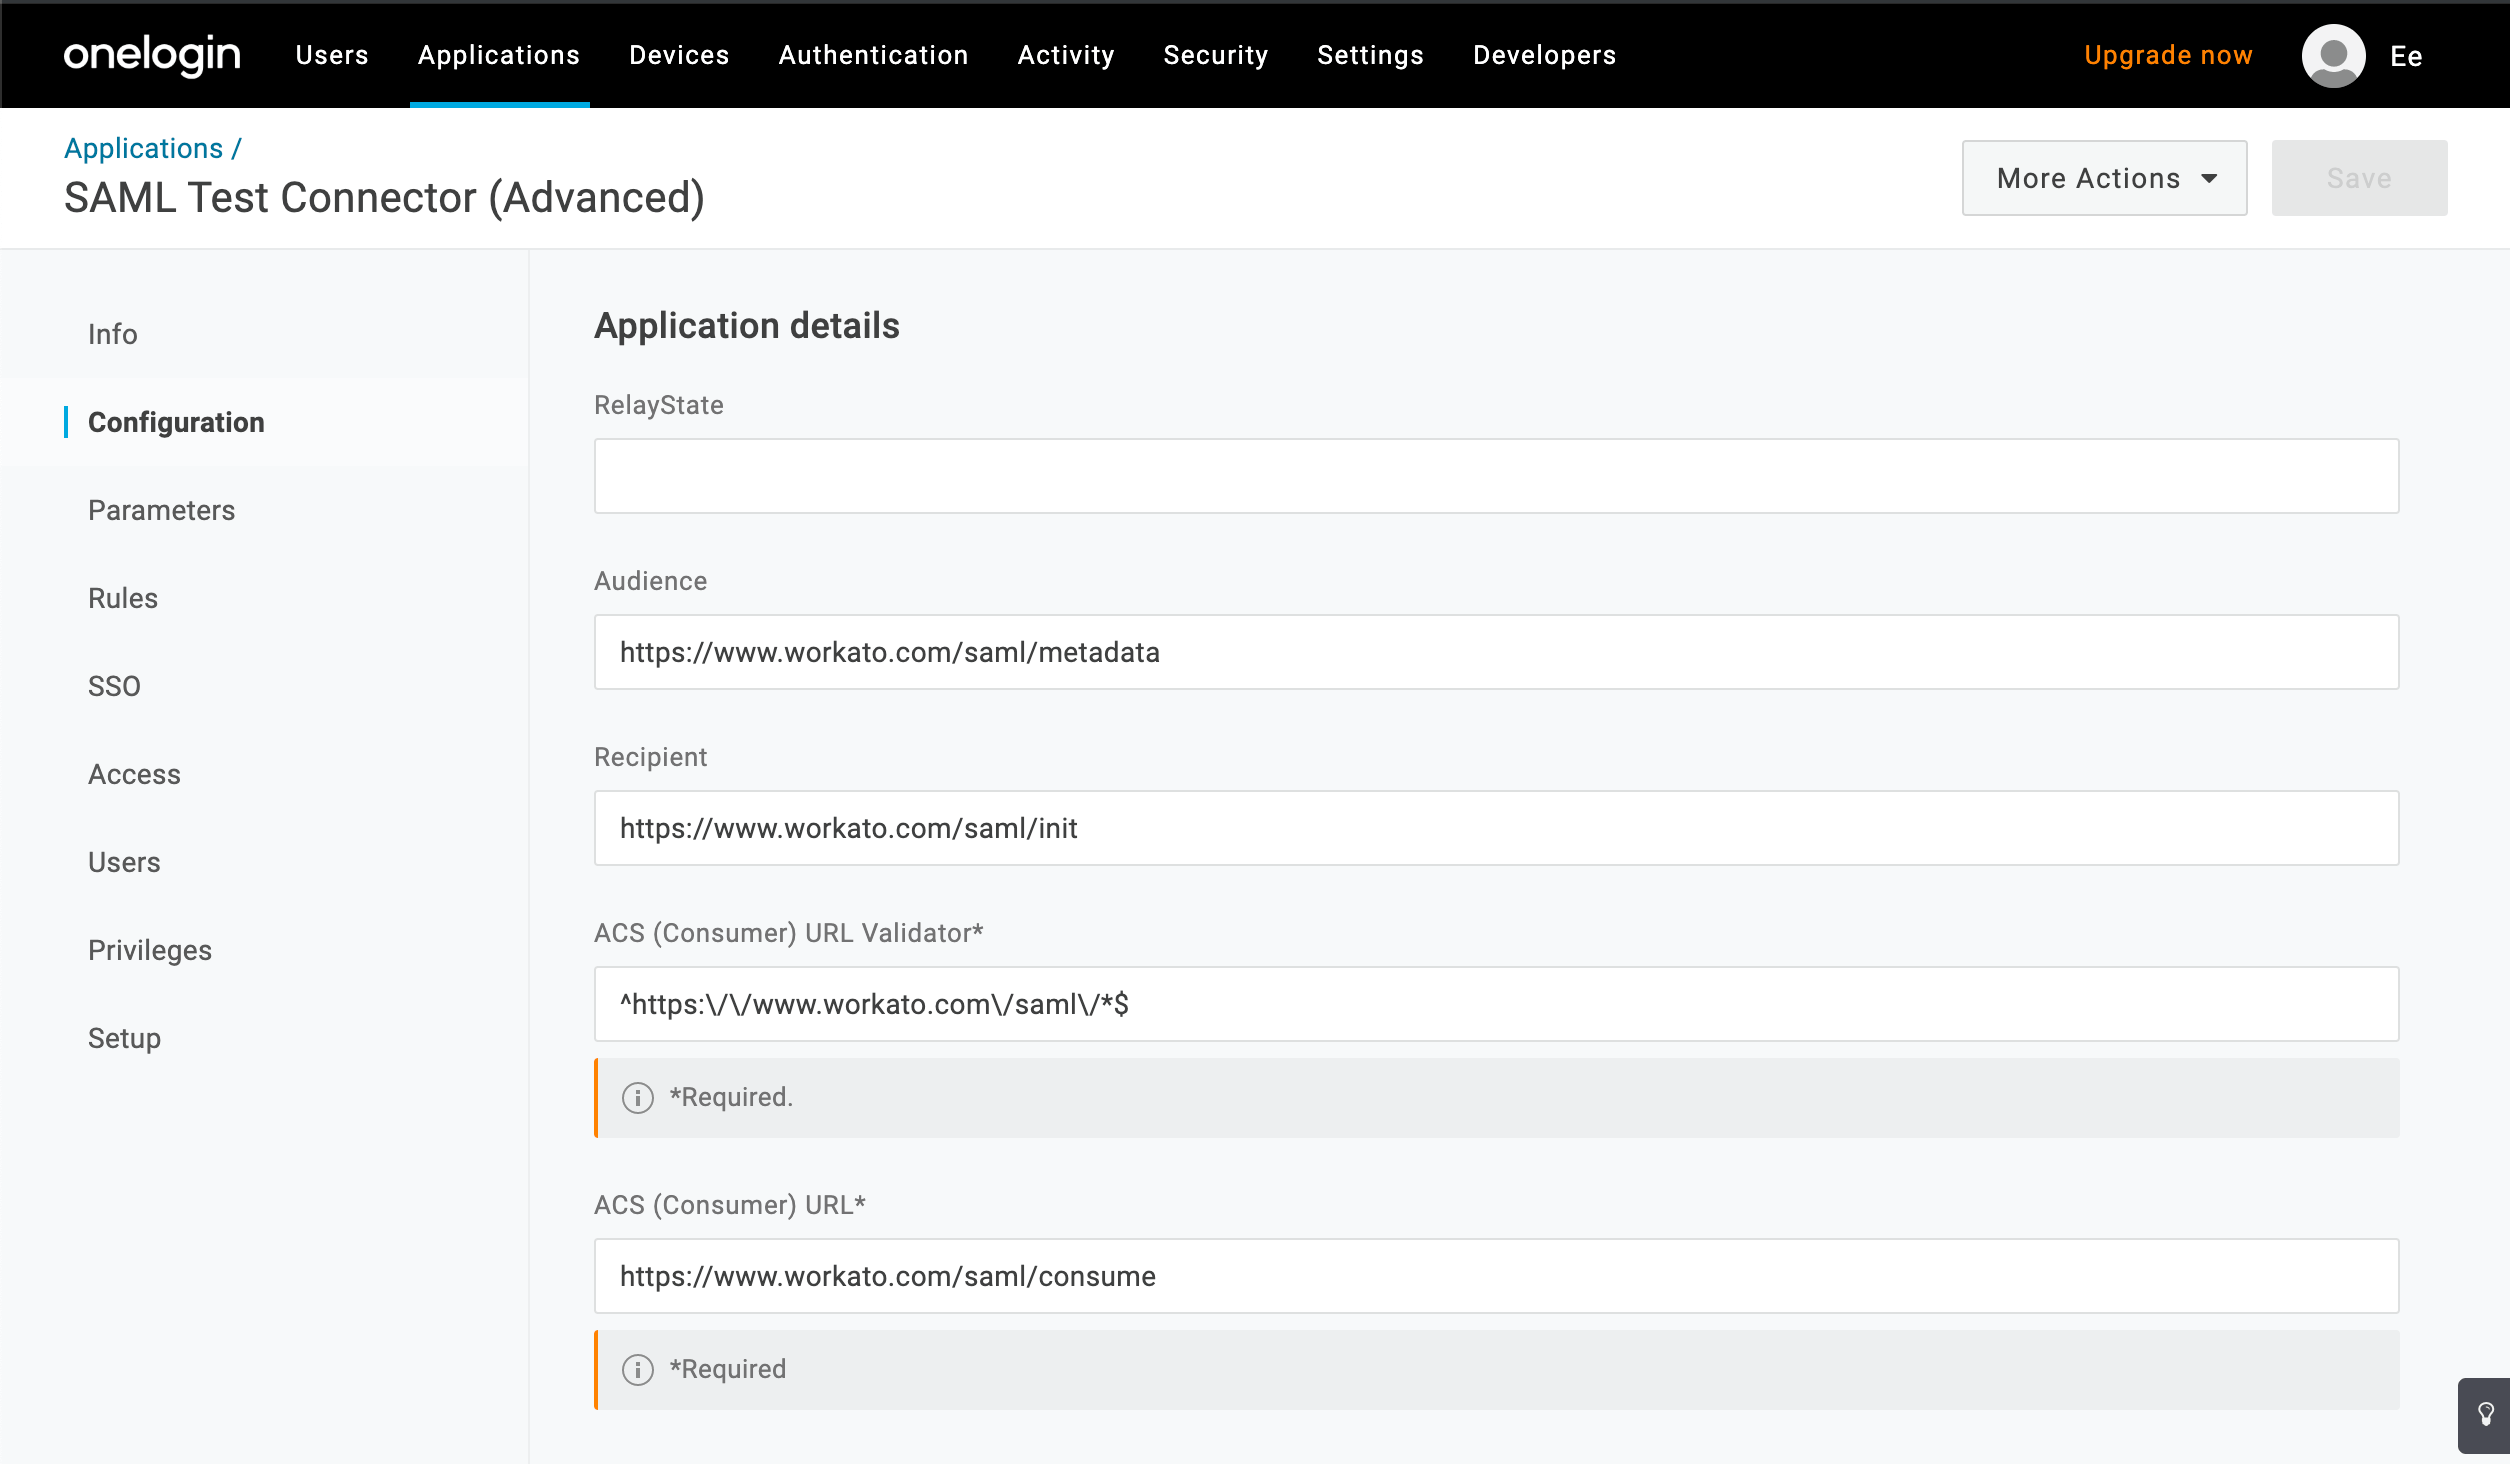 onelogin Users Applications Devices Authentication Activity Security Settings Developers Upgrade now Ee
Applications /
SAML Test Connector (Advanced)
More Actions
Save
Info
Configuration
Parameters
Rules
SSO
Access
Users
Privileges
Setup
Application details
RelayState
Audience
https://www.workato.com/saml/metadata
Recipient
https://www.workato.com/saml/init
ACS (Consumer) URL Validator*
^https:\/\/www.workato.com\/saml\/*$
*Required.
ACS (Consumer) URL*
https://www.workato.com/saml/consume
*Required